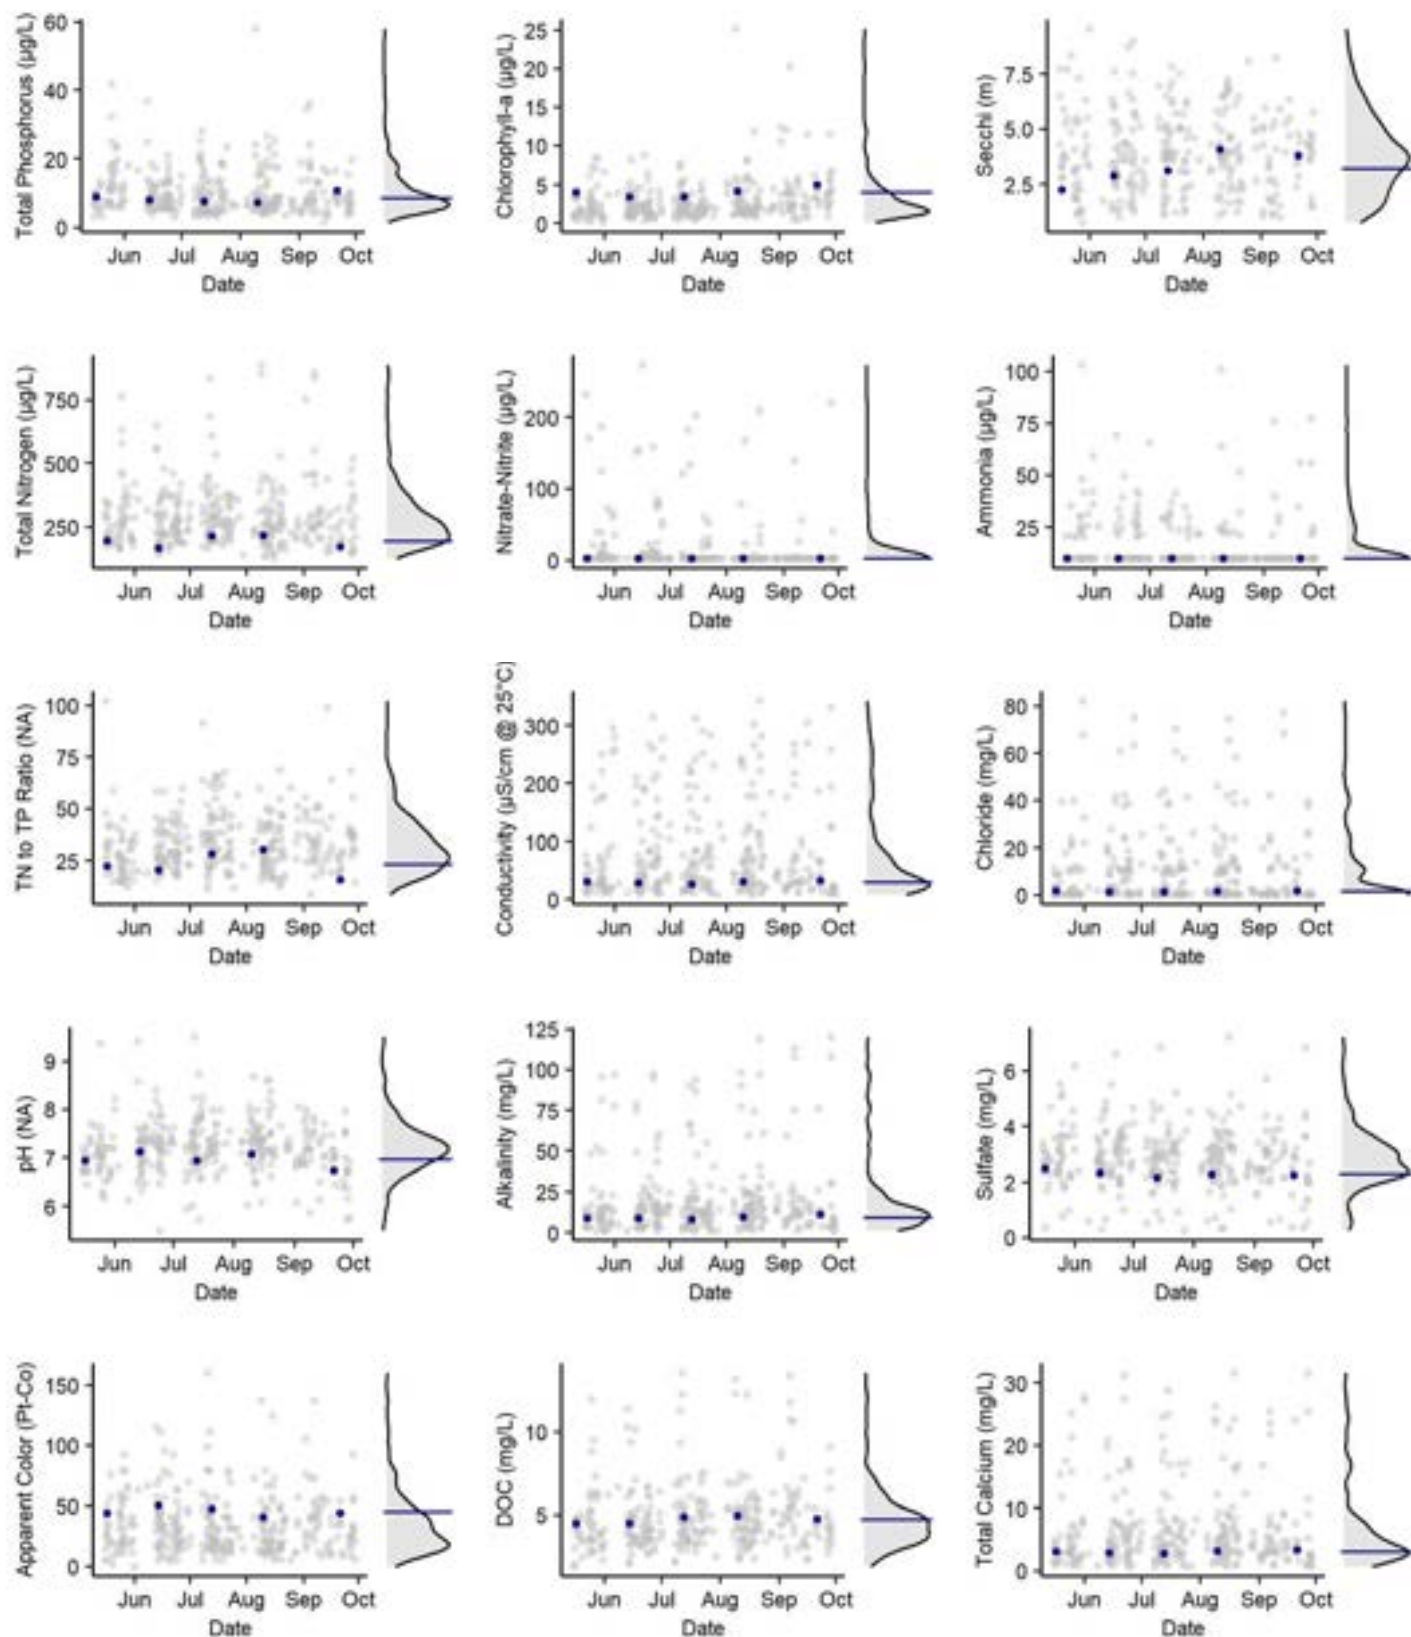 Total Phosphorus (µg/L)
60
40
20
0
Jun Jul Aug Sep Oct
Date
Chlorophyll-a (µg/L)
25
20
15
10
5
0
Jun Jul Aug Sep Oct
Date
Secchi (m)
7.5
5.0
2.5
Jun Jul Aug Sep Oct
Date
Total Nitrogen (µg/L)
750
500
250
Jun Jul Aug Sep Oct
Date
Nitrate-Nitrite (µg/L)
200
100
0
Jun Jul Aug Sep Oct
Date
Ammonia (µg/L)
100
75
50
25
Jun Jul Aug Sep Oct
Date
TN to TP Ratio (NA)
100
75
50
25
Jun Jul Aug Sep Oct
Date
Conductivity (µS/cm @ 25°C)
300
200
100
0
Jun Jul Aug Sep Oct
Date
Chloride (mg/L)
80
60
40
20
0
Jun Jul Aug Sep Oct
Date
pH (NA)
9
8
7
6
Jun Jul Aug Sep Oct
Date
Alkalinity (mg/L)
125
100
75
50
25
0
Jun Jul Aug Sep Oct
Date
Sulfate (mg/L)
6
4
2
0
Jun Jul Aug Sep Oct
Date
Apparent Color (Pt-Co)
150
100
50
0
Jun Jul Aug Sep Oct
Date
DOC (mg/L)
10
5
Jun Jul Aug Sep Oct
Date
Total Calcium (mg/L)
30
20
10
0
Jun Jul Aug Sep Oct
Date